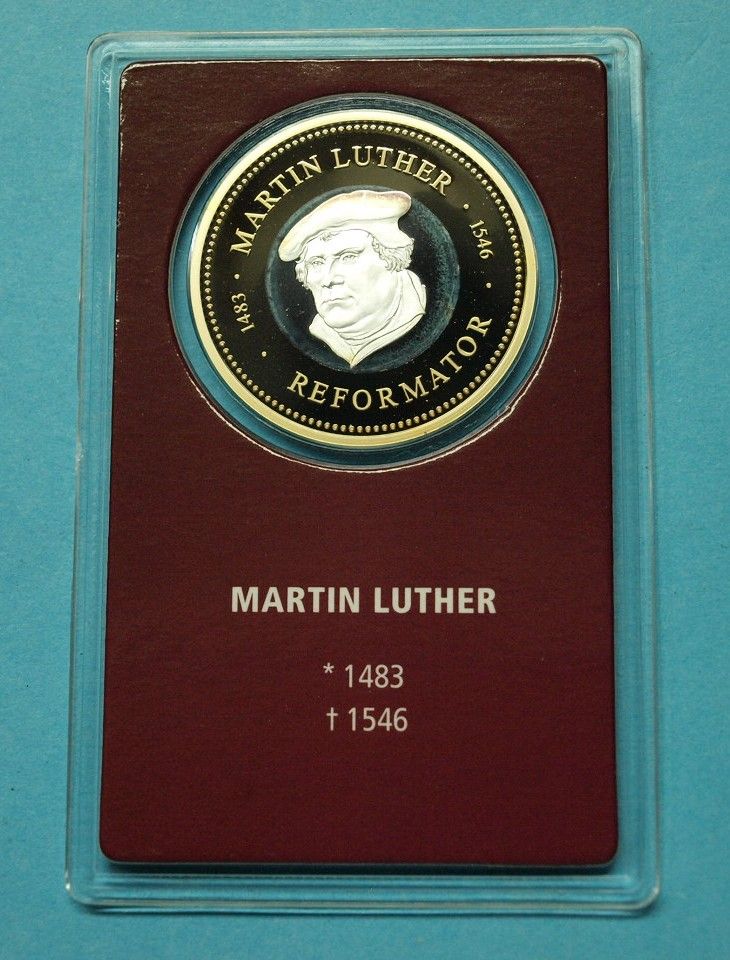 1483 • MARTIN LUTHER • 1546
• REFORMATOR •
MARTIN LUTHER
* 1483
† 1546